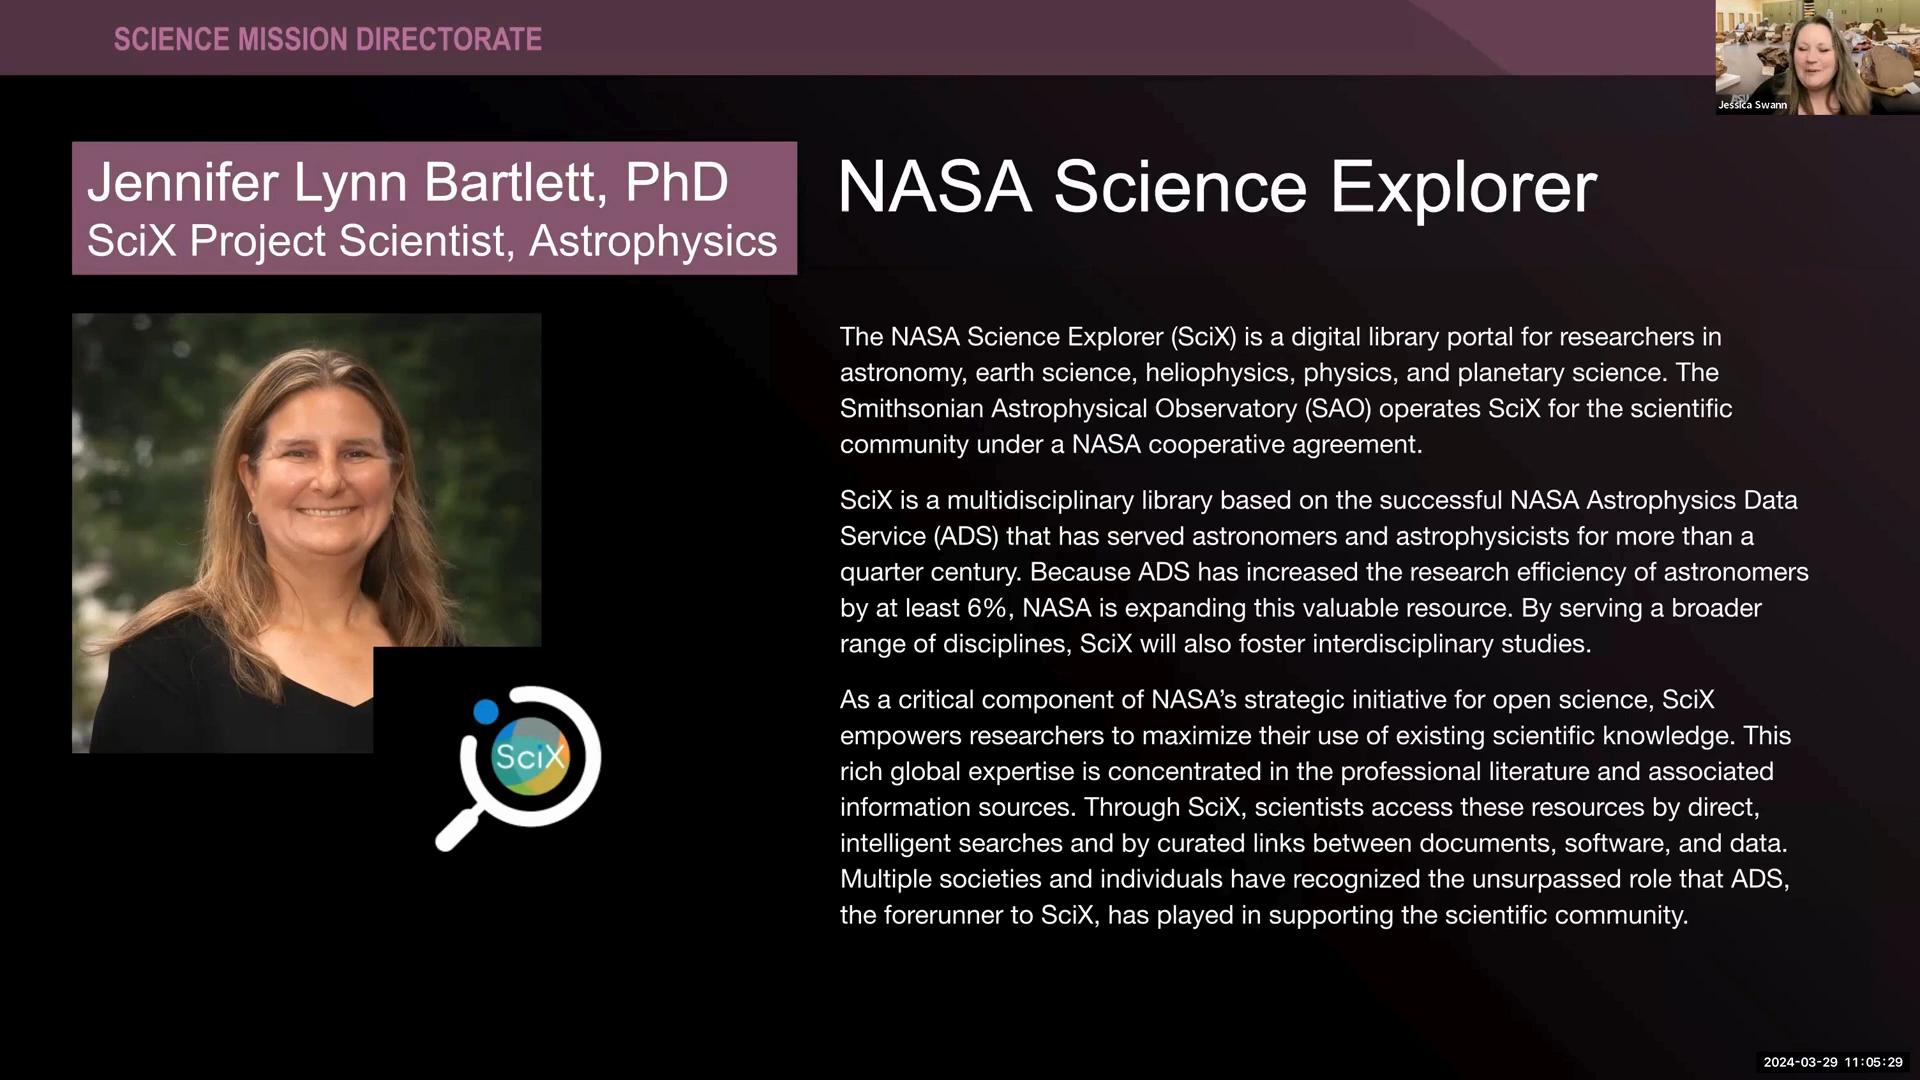 SCIENCE MISSION DIRECTORATE
Jessica Swann
Jennifer Lynn Bartlett, PhD
SciX Project Scientist, Astrophysics
NASA Science Explorer
The NASA Science Explorer (SciX) is a digital library portal for researchers in
astronomy, earth science, heliophysics, physics, and planetary science. The
Smithsonian Astrophysical Observatory (SAO) operates SciX for the scientific
community under a NASA cooperative agreement.
SciX is a multidisciplinary library based on the successful NASA Astrophysics Data
Service (ADS) that has served astronomers and astrophysicists for more than a
quarter century. Because ADS has increased the research efficiency of astronomers
by at least 6%, NASA is expanding this valuable resource. By serving a broader
range of disciplines, SciX will also foster interdisciplinary studies.
As a critical component of NASA’s strategic initiative for open science, SciX
empowers researchers to maximize their use of existing scientific knowledge. This
rich global expertise is concentrated in the professional literature and associated
information sources. Through SciX, scientists access these resources by direct,
intelligent searches and by curated links between documents, software, and data.
Multiple societies and individuals have recognized the unsurpassed role that ADS,
the forerunner to SciX, has played in supporting the scientific community.
SciX
2024-03-29 11:05:29